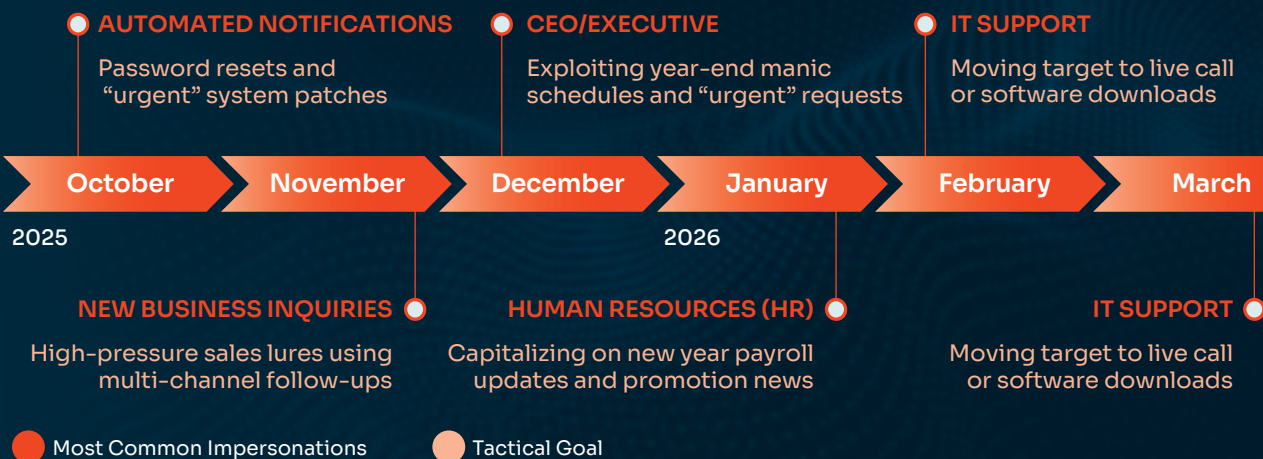 AUTOMATED NOTIFICATIONS
Password resets and
“urgent” system patches
CEO/EXECUTIVE
Exploiting year-end manic
schedules and “urgent” requests
IT SUPPORT
Moving target to live call
or software downloads
October
November
December
January
February
March
2025
2026
NEW BUSINESS INQUIRIES
High-pressure sales lures using
multi-channel follow-ups
HUMAN RESOURCES (HR)
Capitalizing on new year payroll
updates and promotion news
IT SUPPORT
Moving target to live call
or software downloads
Most Common Impersonations
Tactical Goal